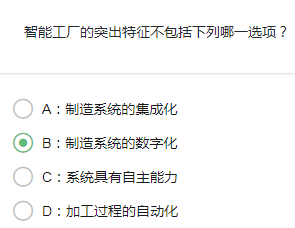 智能工厂的突出特征不包括下列哪一选项？
A：制造系统的集成化
B：制造系统的数字化
C：系统具有自主能力
D：加工过程的自动化